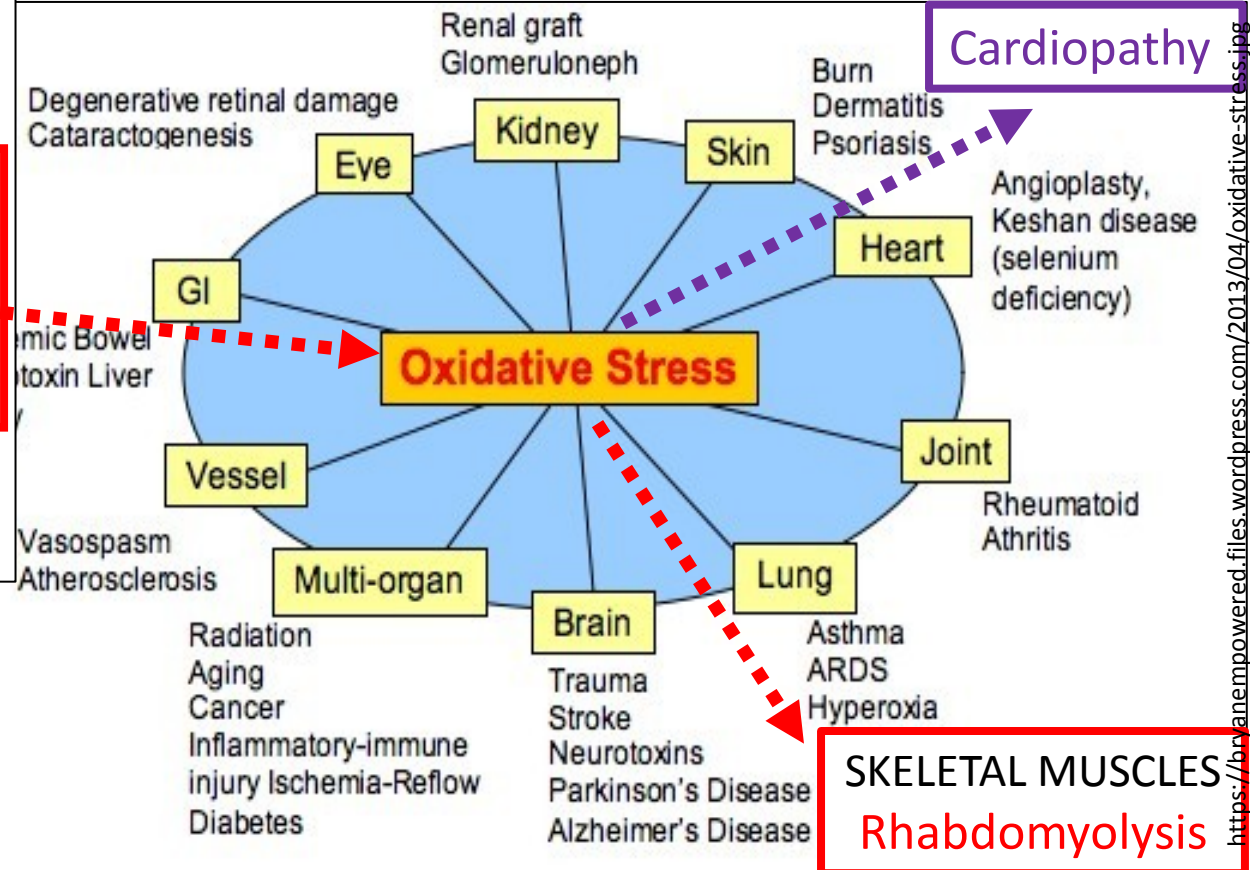 Renal graft
Glomeruloneph
Cardiopathy
Burn
Dermatitis
Psoriasis
Degenerative retinal damage
Cataractogenesis
Kidney
Skin
Eye
Angioplasty,
Keshan disease
(selenium
deficiency)
Heart
GI
emic Bowel
toxin Liver
Oxidative Stress
Joint
Rheumatoid
Athritis
Vessel
Vasospasm
Atherosclerosis
Multi-organ
Radiation
Aging
Cancer
Inflammatory-immune
injury Ischemia-Reflow
Diabetes
Brain
Trauma
Stroke
Neurotoxins
Parkinson's Disease
Alzheimer's Disease
Lung
Asthma
ARDS
Hyperoxia
SKELETAL MUSCLES
Rhabdomyolysis
https://bryanempowered.files.wordpress.com/2013/04/oxidative-stress.jpg